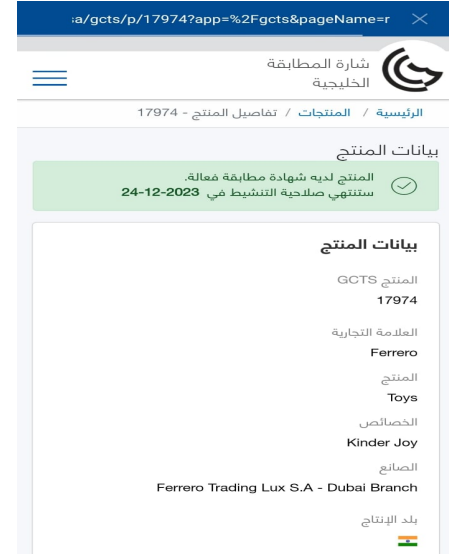 :a/gcts/p/17974?app=%2Fgcts&pageName=r
شارة المطابقة
الخليجية
الرئيسية / المنتجات / تفاصيل المنتج - 17974
بيانات المنتج
المنتج لديه شهادة مطابقة فعالة.
ستنتهي صلاحية التنشيط في 2023-12-24
بيانات المنتج
المنتج GCTS
17974
العلامة التجارية
Ferrero
المنتج
Toys
الخصائص
Kinder Joy
الصانع
Ferrero Trading Lux S.A - Dubai Branch
بلد الإنتاج